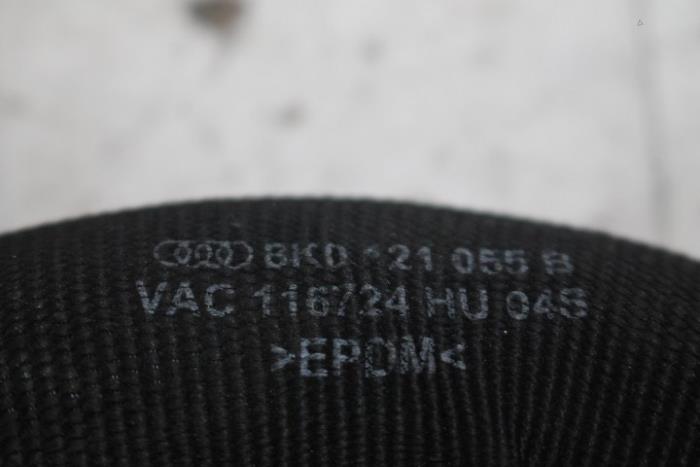 8K0 121 055 B
VAC 116724 HU 04S
>EPDM<